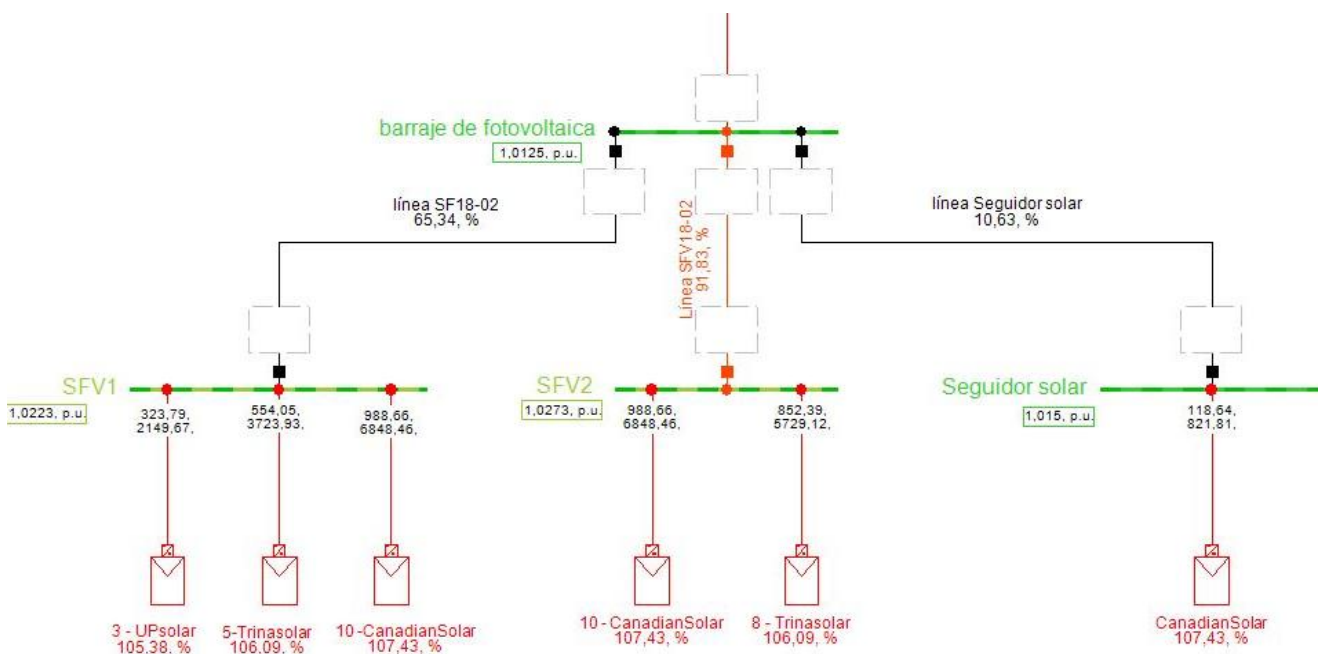 barraje de fotovoltaica
1,0125, p.u.
línea SF18-02
65,34, %
Línea SFV18-02
91,83, %
línea Seguidor solar
10,63, %
SFV1
1,0223, p.u.
323,79,
2149,67,
554,05,
3723,93,
988,66,
6848,46,
SFV2
1,0273, p.u.
988,66,
6848,46,
852,39,
5729,12,
Seguidor solar
1,015, p.u.
118,64,
821,81,
3 - UPsolar
105,38, %
5-Trinasolar
106,09, %
10-CanadianSolar
107,43, %
10 - CanadianSolar
107,43, %
8 - Trinasolar
106,09, %
CanadianSolar
107,43, %